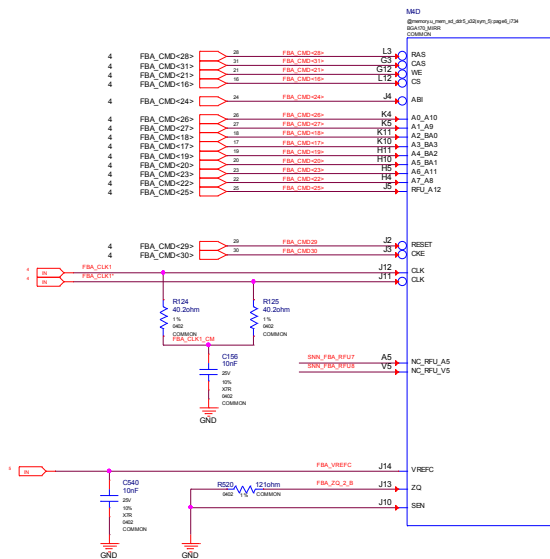 M4D
BGA170_MIRR
COMMON
4 FBA_CMD<28> 28 FBA_CMD<28> L3 RAS
4 FBA_CMD<31> 31 FBA_CMD<31> G3 CAS
4 FBA_CMD<21> 21 FBA_CMD<21> G12 WE
4 FBA_CMD<16> 16 FBA_CMD<16> L12 CS
4 FBA_CMD<24> 24 FBA_CMD<24> J4 ABI
4 FBA_CMD<26> 26 FBA_CMD<26> K4 A0_A10
4 FBA_CMD<27> 27 FBA_CMD<27> K5 A1_A9
4 FBA_CMD<18> 18 FBA_CMD<18> K11 A2_BA0
4 FBA_CMD<17> 17 FBA_CMD<17> K10 A3_BA3
4 FBA_CMD<19> 19 FBA_CMD<19> H11 A4_BA2
4 FBA_CMD<20> 20 FBA_CMD<20> H10 A5_BA1
4 FBA_CMD<23> 23 FBA_CMD<23> H5 A6_A11
4 FBA_CMD<22> 22 FBA_CMD<22> H4 A7_A8
4 FBA_CMD<25> 25 FBA_CMD<25> J5 RFU_A12
4 FBA_CMD<29> 29 FBA_CMD29 J2 RESET
4 FBA_CMD<30> 30 FBA_CMD30 J3 CKE
IN FBA_CLK1 J12 CLK
IN FBA_CLK1* J11 CLK
R124
40.2ohm
1%
0402
COMMON
R125
40.2ohm
1%
0402
COMMON
FBA_CLK1_CM
C156
10nF
25V
10%
X7R
0402
COMMON
GND
SNN_FBA_RFU7 A5 NC_RFU_A5
SNN_FBA_RFU8 V5 NC_RFU_V5
IN FBA_VREFC J14 VREFC
C540
10nF
25V
10%
X7R
0402
COMMON
GND
R520 121ohm FBA_ZQ_2_B J13 ZQ
0402 1% COMMON
J10 SEN
GND